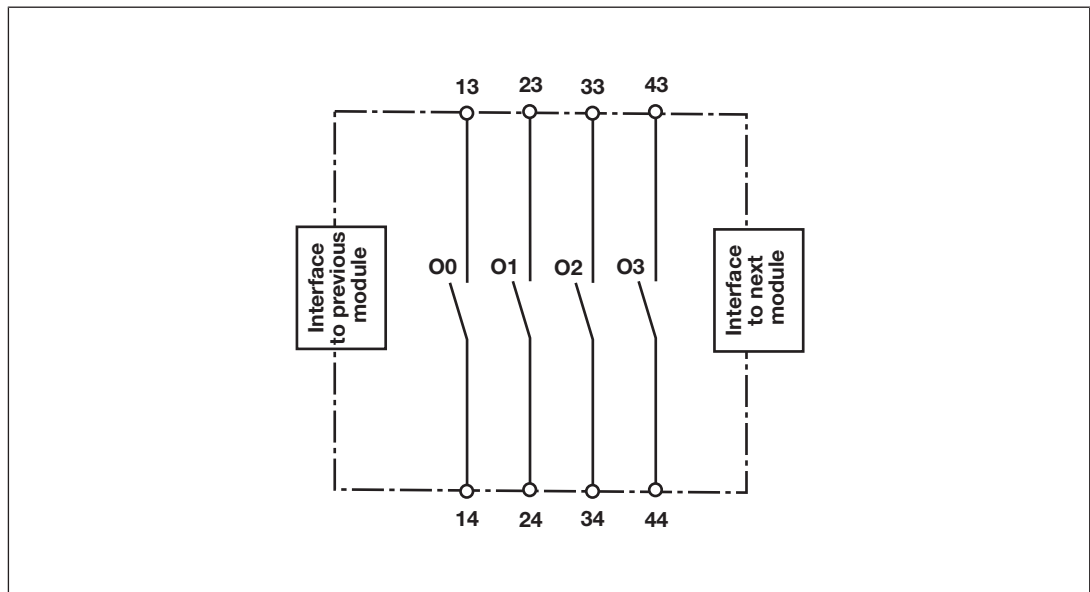 13 23 33 43
Interface
to previous
module
O0 O1 O2 O3
Interface
to next
module
14 24 34 44